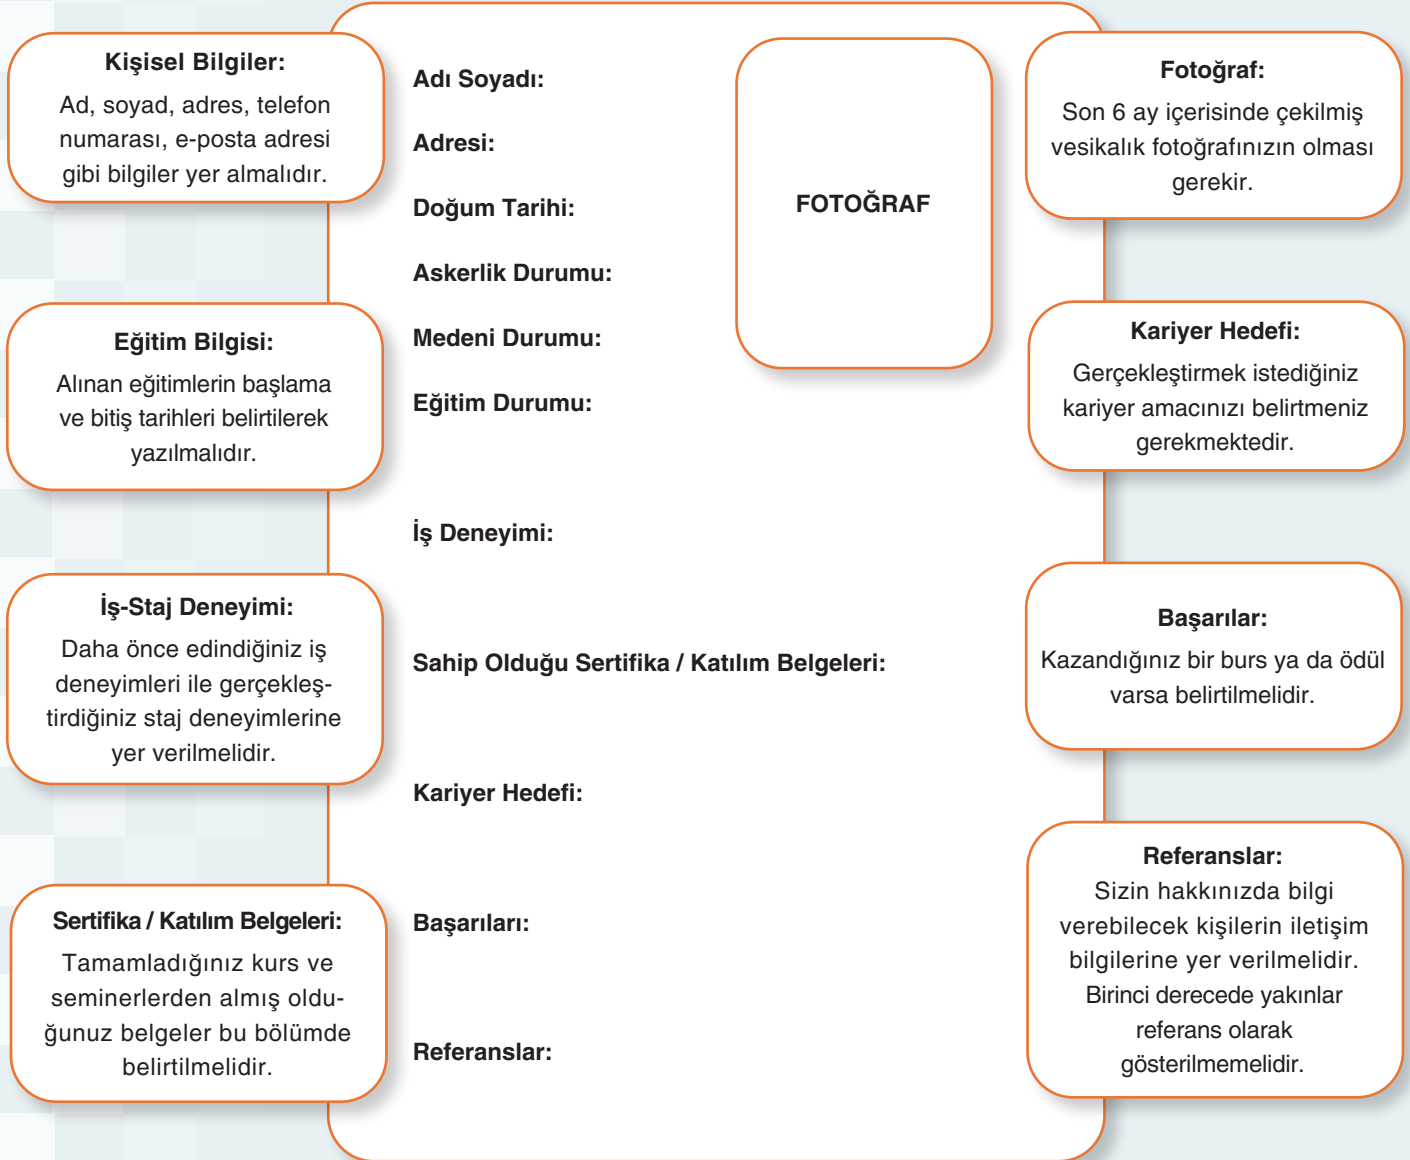 Kişisel Bilgiler:
Ad, soyad, adres, telefon
numarası, e-posta adresi
gibi bilgiler yer almalıdır.
Eğitim Bilgisi:
Alınan eğitimlerin başlama
ve bitiş tarihleri belirtilerek
yazılmalıdır.
İş-Staj Deneyimi:
Daha önce edindiğiniz iş
deneyimleri ile gerçekleş-
tirdiğiniz staj deneyimlerine
yer verilmelidir.
Sertifika / Katılım Belgeleri:
Tamamladığınız kurs ve
seminerlerden almış oldu-
ğunuz belgeler bu bölümde
belirtilmelidir.
Adı Soyadı:
Adresi:
Doğum Tarihi:
Askerlik Durumu:
Medeni Durumu:
Eğitim Durumu:
İş Deneyimi:
Sahip Olduğu Sertifika / Katılım Belgeleri:
Kariyer Hedefi:
Başarıları:
Referanslar:
FOTOĞRAF
Fotoğraf:
Son 6 ay içerisinde çekilmiş
vesikalık fotoğrafınızın olması
gerekir.
Kariyer Hedefi:
Gerçekleştirmek istediğiniz
kariyer amacınızı belirtmeniz
gerekmektedir.
Başarılar:
Kazandığınız bir burs ya da ödül
varsa belirtilmelidir.
Referanslar:
Sizin hakkınızda bilgi
verebilecek kişilerin iletişim
bilgilerine yer verilmelidir.
Birinci derecede yakınlar
referans olarak
gösterilmemelidir.